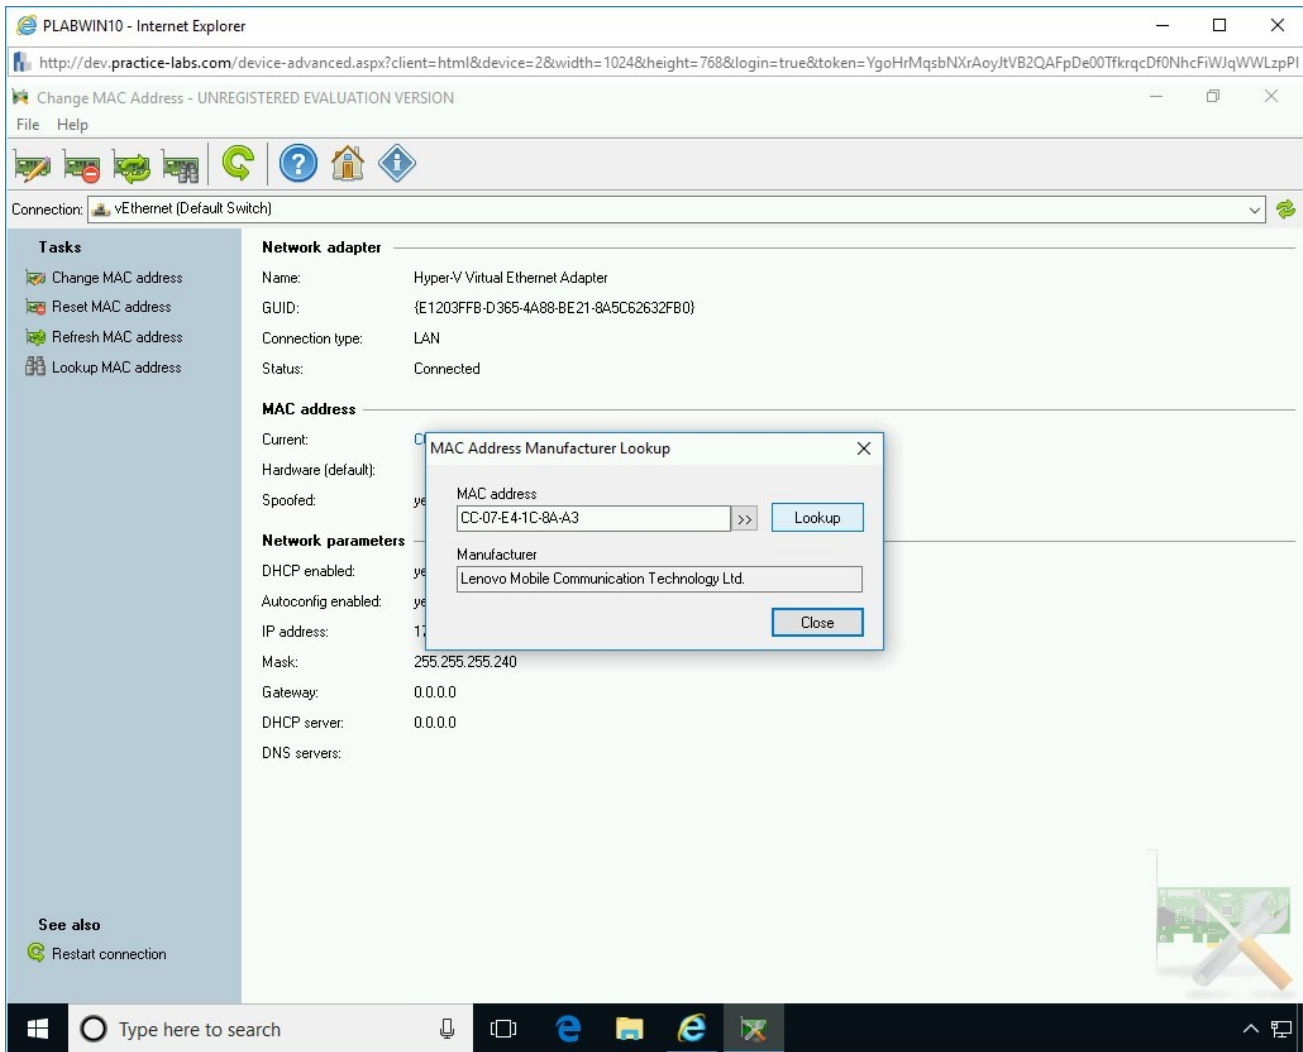 PLABWIN10 - Internet Explorer
http://dev.practice-labs.com/device-advanced.aspx?client=html&device=2&width=1024&height=768&login=true&token=YgoHrMqsbNXrAoyJtVB2QAFpDe00TfkrqcDf0NhcFiWJqWWLzpPl
Change MAC Address - UNREGISTERED EVALUATION VERSION
File Help
Connection: vEthernet (Default Switch)
Tasks
Change MAC address
Reset MAC address
Refresh MAC address
Lookup MAC address
Network adapter
Name: Hyper-V Virtual Ethernet Adapter
GUID: {E1203FFB-D365-4A88-BE21-8A5C62632FB0}
Connection type: LAN
Status: Connected
MAC address
Current:
Hardware (default):
Spoofed: ye
Network parameters
DHCP enabled: ye
Autoconfig enabled: ye
IP address: 17
Mask: 255.255.255.240
Gateway: 0.0.0.0
DHCP server: 0.0.0.0
DNS servers:
MAC Address Manufacturer Lookup
MAC address
CC-07-E4-1C-8A-A3 >> Lookup
Manufacturer
Lenovo Mobile Communication Technology Ltd.
Close
See also
Restart connection
Type here to search